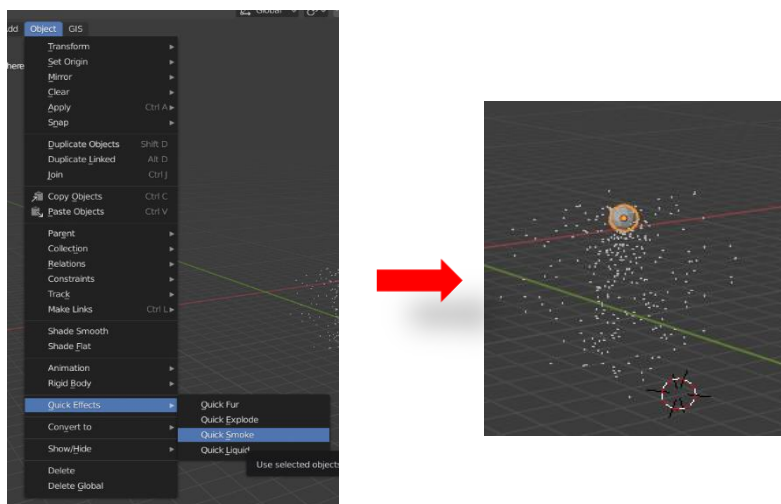 Global
Object GIS
Transform
Set Origin
Mirror
Clear
Apply Ctrl A
Snap
Duplicate Objects Shift D
Duplicate Linked Alt D
Join Ctrl J
Copy Objects Ctrl C
Paste Objects Ctrl V
Parent
Collection
Relations
Constraints
Track
Make Links Ctrl L
Shade Smooth
Shade Flat
Animation
Rigid Body
Quick Effects
Quick Fur
Quick Explode
Quick Smoke
Quick Liquid
Use selected objects
Convert to
Show/Hide
Delete
Delete Global